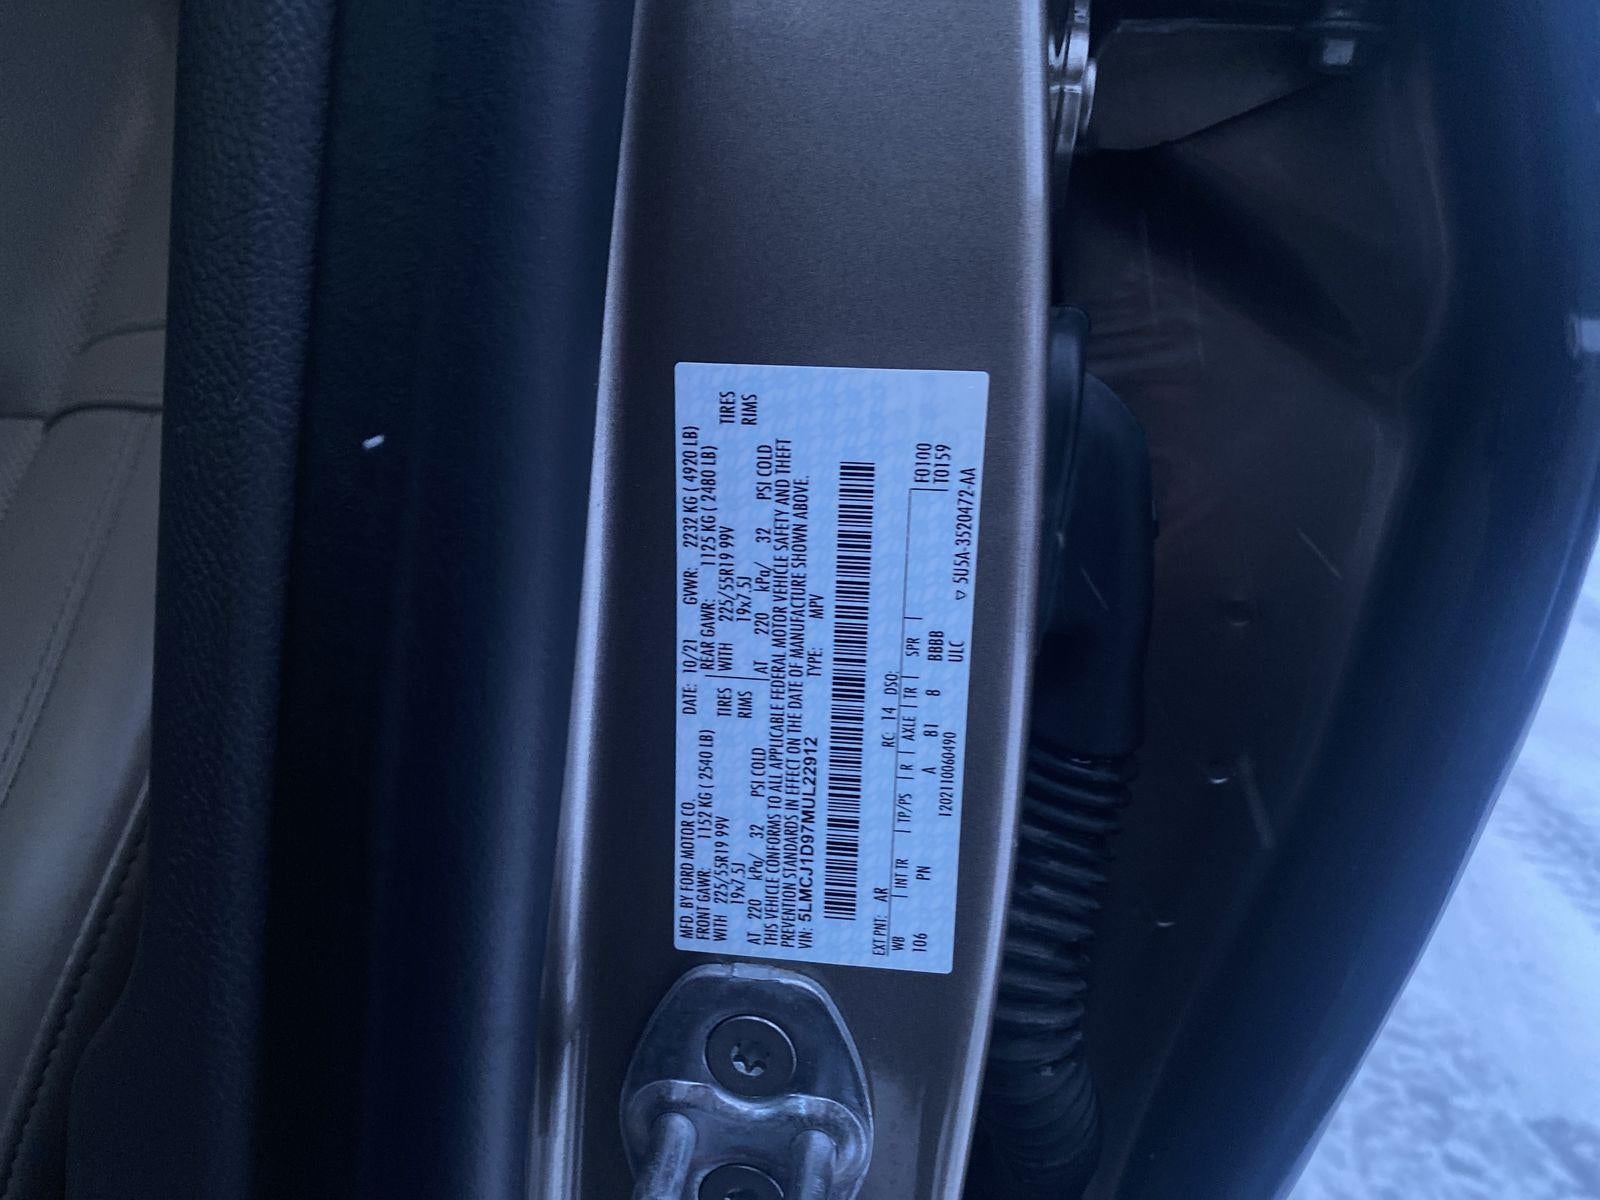 MFD. BY FORD MOTOR CO. DATE: 10/21 GVWR: 2232 KG ( 4920 LB)
FRONT GAWR: 1152 KG ( 2540 LB) REAR GAWR: 1125 KG ( 2480 LB)
WITH 225/55R19 99V TIRES WITH 225/55R19 99V TIRES
19x7.5J RIMS 19x7.5J RIMS
AT 220 kPa/ 32 PSI COLD AT 220 kPa/ 32 PSI COLD
THIS VEHICLE CONFORMS TO ALL APPLICABLE FEDERAL MOTOR VEHICLE SAFETY AND THEFT
PREVENTION STANDARDS IN EFFECT ON THE DATE OF MANUFACTURE SHOWN ABOVE.
VIN: 5LMCJ1D97MUL22912 TYPE: MPV
EXT PNT: AR RC: 14 DSO: F0100
WB INT TR TP/PS R AXLE TR SPR T0159
106 PN A 81 B BBBB
1202110060490 ULC ▽ 5U5A-3520472-AA